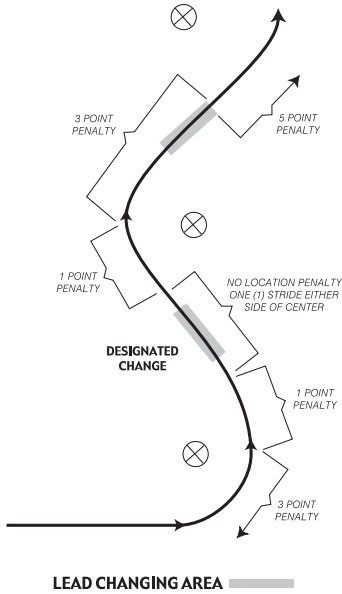 3 POINT
PENALTY
5 POINT
PENALTY
1 POINT
PENALTY
NO LOCATION PENALTY
ONE (1) STRIDE EITHER
SIDE OF CENTER
DESIGNATED
CHANGE
1 POINT
PENALTY
3 POINT
PENALTY
LEAD CHANGING AREA